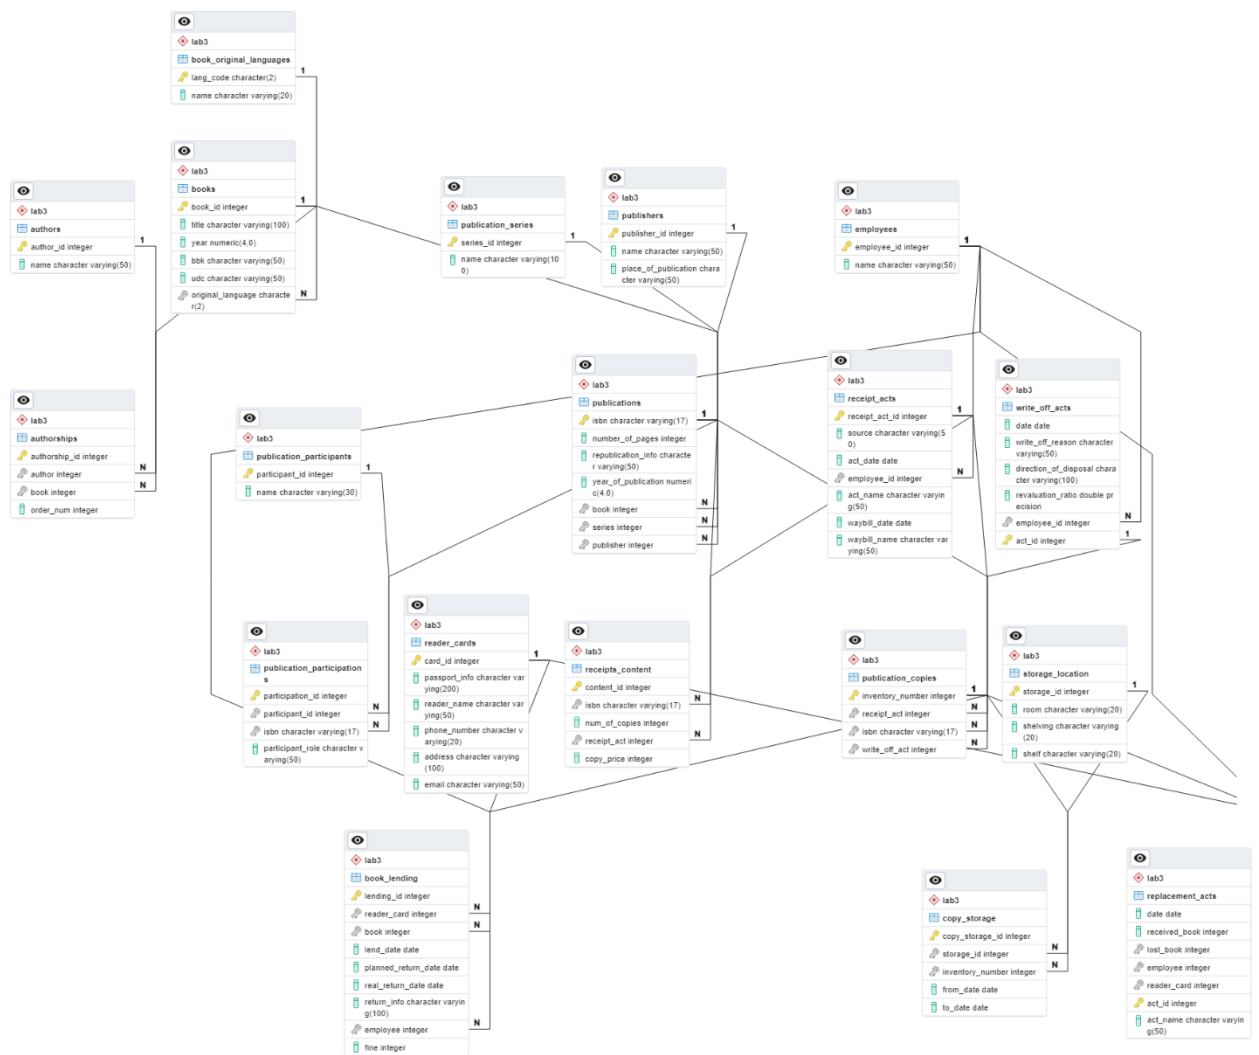 lab3
book_original_languages
lang_code character(2)
name character varying(20)
1
lab3
books
book_id integer
title character varying(100)
year numeric(4,0)
bbk character varying(50)
udc character varying(50)
original_language characte
r(2)
1
N
lab3
authors
author_id integer
name character varying(50)
1
lab3
publication_series
series_id integer
name character varying(10
0)
1
lab3
publishers
publisher_id integer
name character varying(50)
place_of_publication chara
cter varying(50)
1
lab3
employees
employee_id integer
name character varying(50)
1
lab3
authorships
authorship_id integer
author integer
book integer
order_num integer
N
N
lab3
publication_participants
participant_id integer
name character varying(30)
1
lab3
publications
isbn character varying(17)
number_of_pages integer
republication_info characte
r varying(50)
year_of_publication numeri
c(4,0)
book integer
series integer
publisher integer
1
N
N
N
lab3
receipt_acts
receipt_act_id integer
source character varying(5
0)
act_date date
employee_id integer
act_name character varyin
g(50)
waybill_date date
waybill_name character var
ying(50)
1
N
lab3
write_off_acts
date date
write_off_reason character
varying(50)
direction_of_disposal chara
cter varying(100)
revaluation_ratio double pr
ecision
employee_id integer
act_id integer
N
1
lab3
publication_participation
s
participation_id integer
participant_id integer
isbn character varying(17)
participant_role character v
arying(50)
N
N
lab3
reader_cards
card_id integer
passport_info character var
ying(200)
reader_name character var
ying(50)
phone_number character v
arying(20)
address character varying
(100)
email character varying(50)
1
lab3
receipts_content
content_id integer
isbn character varying(17)
num_of_copies integer
receipt_act integer
copy_price integer
N
N
lab3
publication_copies
inventory_number integer
receipt_act integer
isbn character varying(17)
write_off_act integer
1
N
N
N
lab3
storage_location
storage_id integer
room character varying(20)
shelving character varying
(20)
shelf character varying(20)
1
lab3
book_lending
lending_id integer
reader_card integer
book integer
lend_date date
planned_return_date date
real_return_date date
return_info character varyin
g(100)
employee integer
fine integer
N
N
N
lab3
copy_storage
copy_storage_id integer
storage_id integer
inventory_number integer
from_date date
to_date date
N
N
lab3
replacement_acts
date date
received_book integer
lost_book integer
employee integer
reader_card integer
act_id integer
act_name character varyin
g(50)